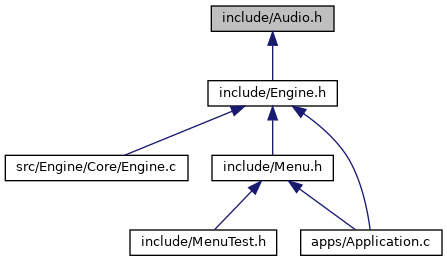 include/Audio.h
include/Engine.h
src/Engine/Core/Engine.c
include/Menu.h
include/MenuTest.h
apps/Application.c